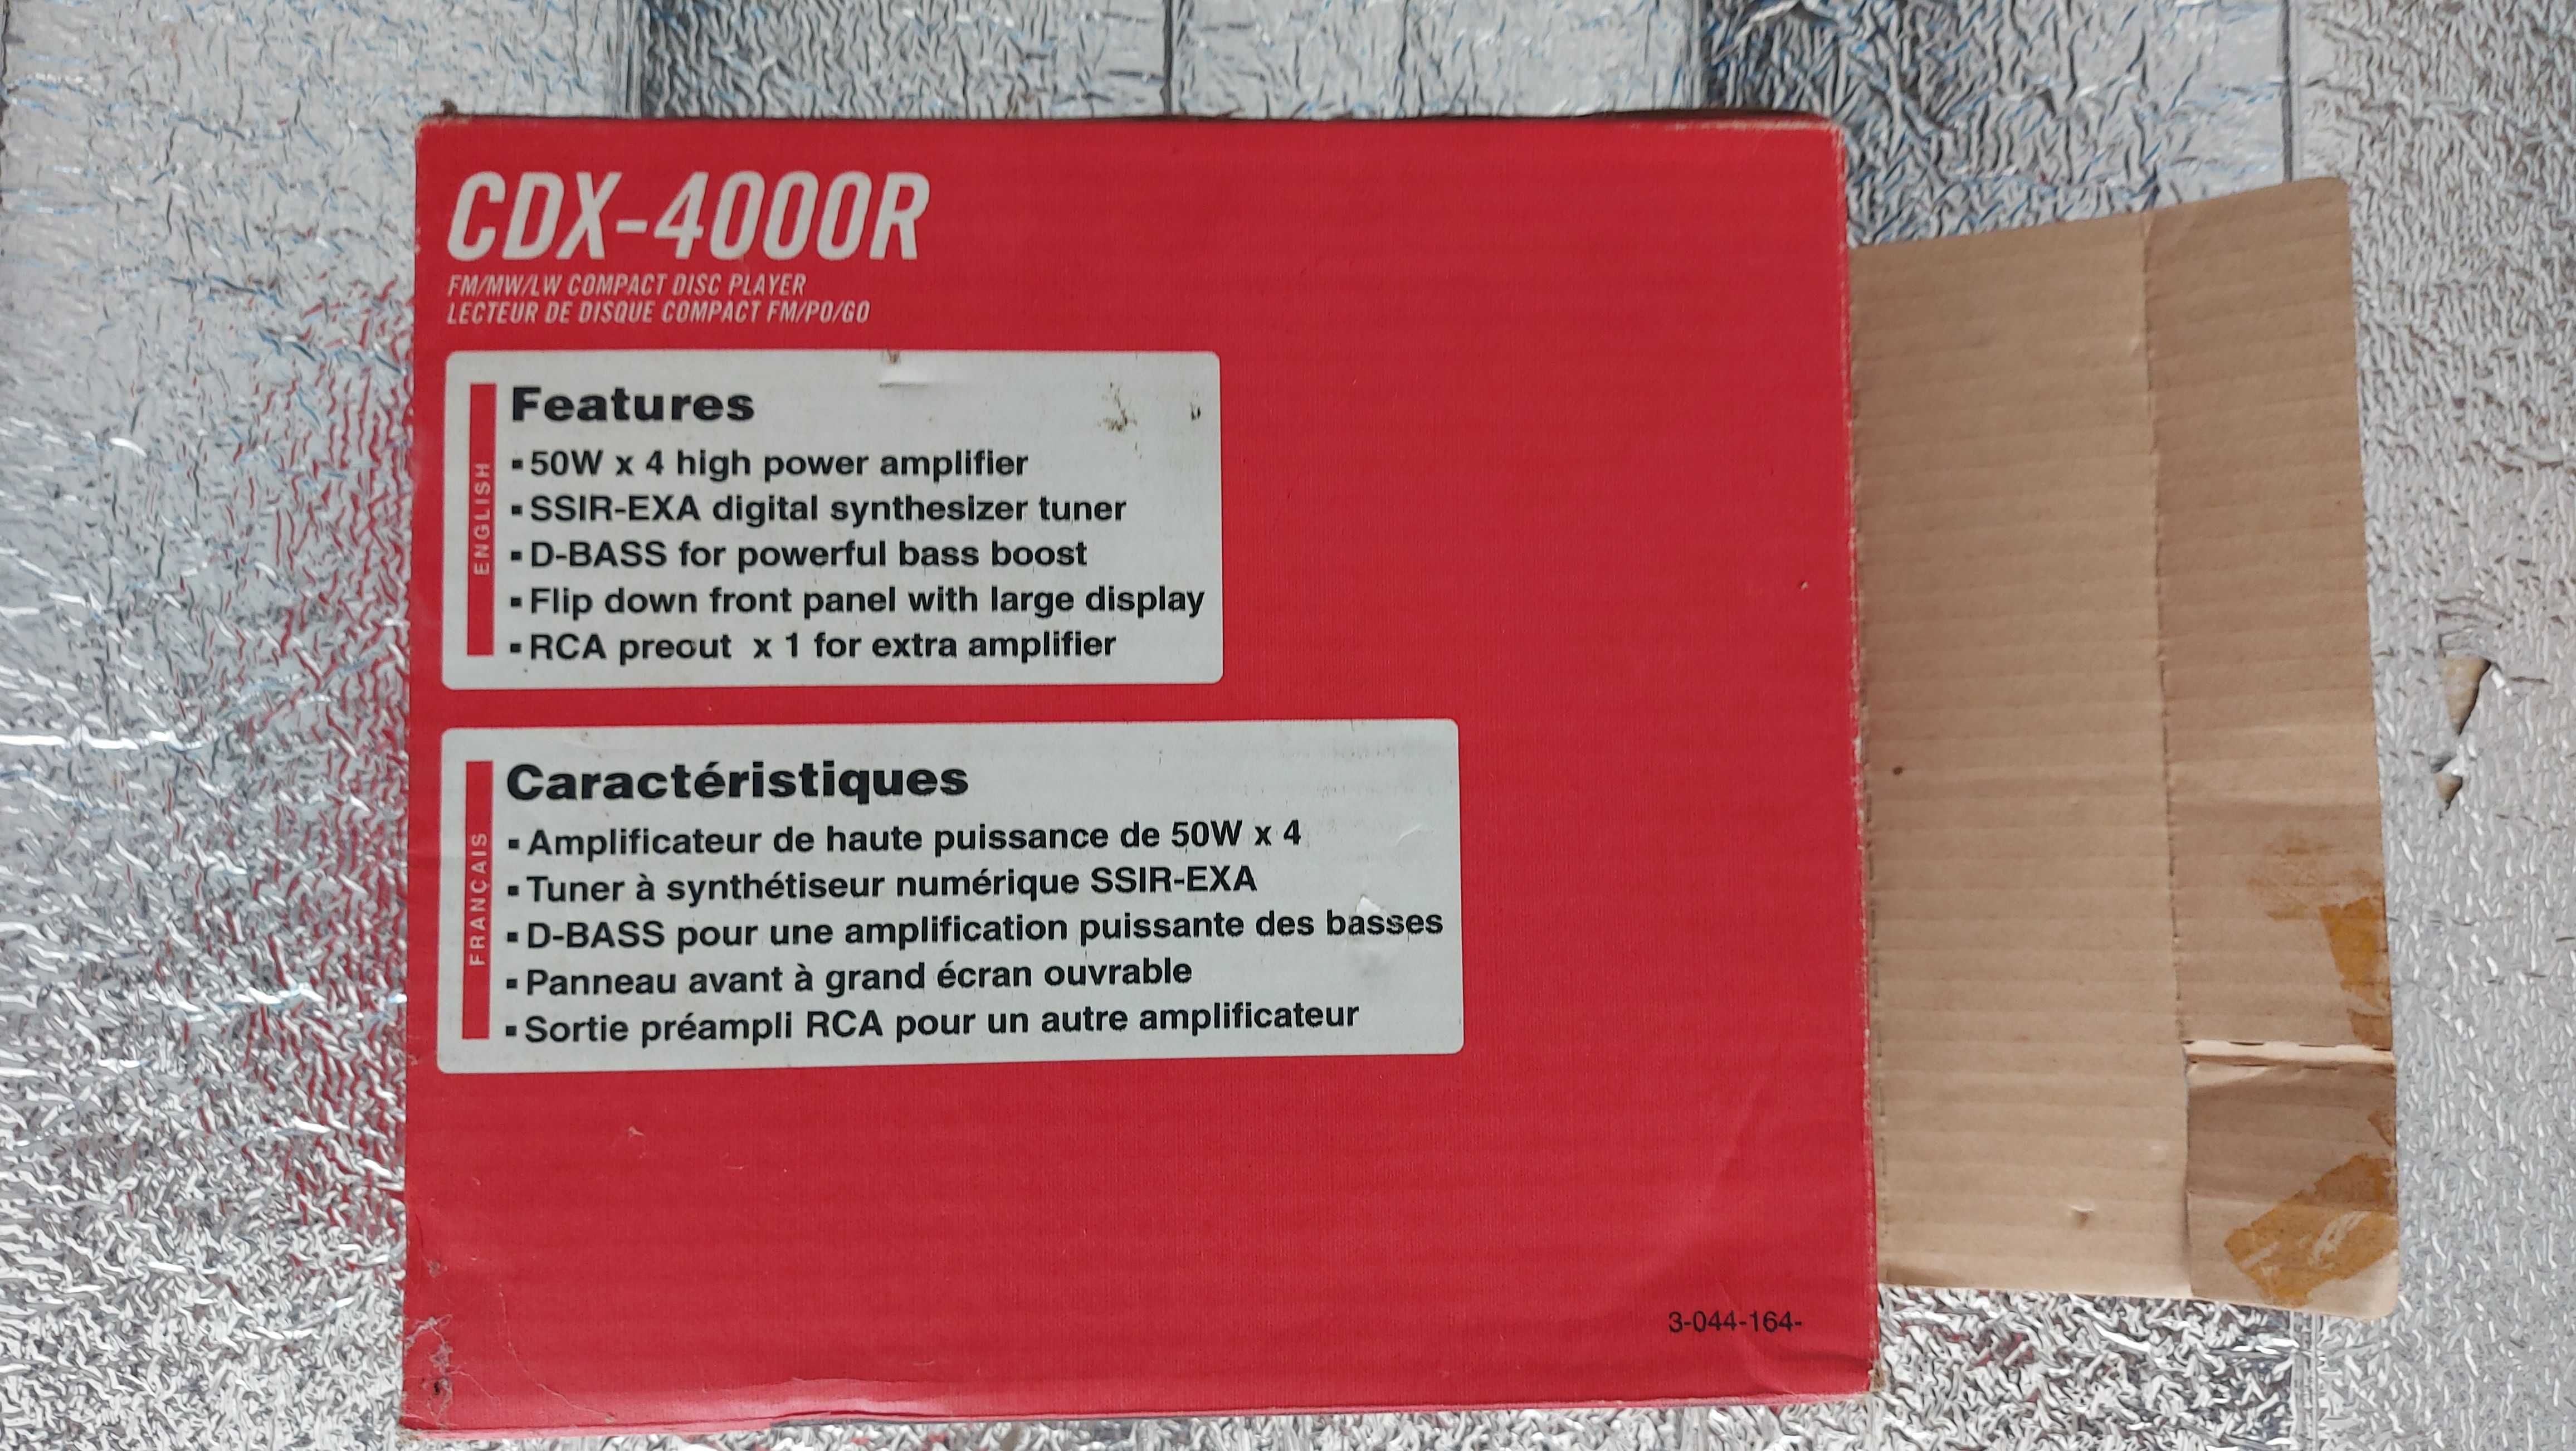 CDX-4000R
FM/MW/LW COMPACT DISC PLAYER
LECTEUR DE DISQUE COMPACT FM/PO/GO
ENGLISH
Features
▪ 50W x 4 high power amplifier
▪ SSIR-EXA digital synthesizer tuner
▪ D-BASS for powerful bass boost
▪ Flip down front panel with large display
▪ RCA preout x 1 for extra amplifier
FRANÇAIS
Caractéristiques
▪ Amplificateur de haute puissance de 50W x 4
▪ Tuner à synthétiseur numérique SSIR-EXA
▪ D-BASS pour une amplification puissante des basses
▪ Panneau avant à grand écran ouvrable
▪ Sortie préampli RCA pour un autre amplificateur
3-044-164-